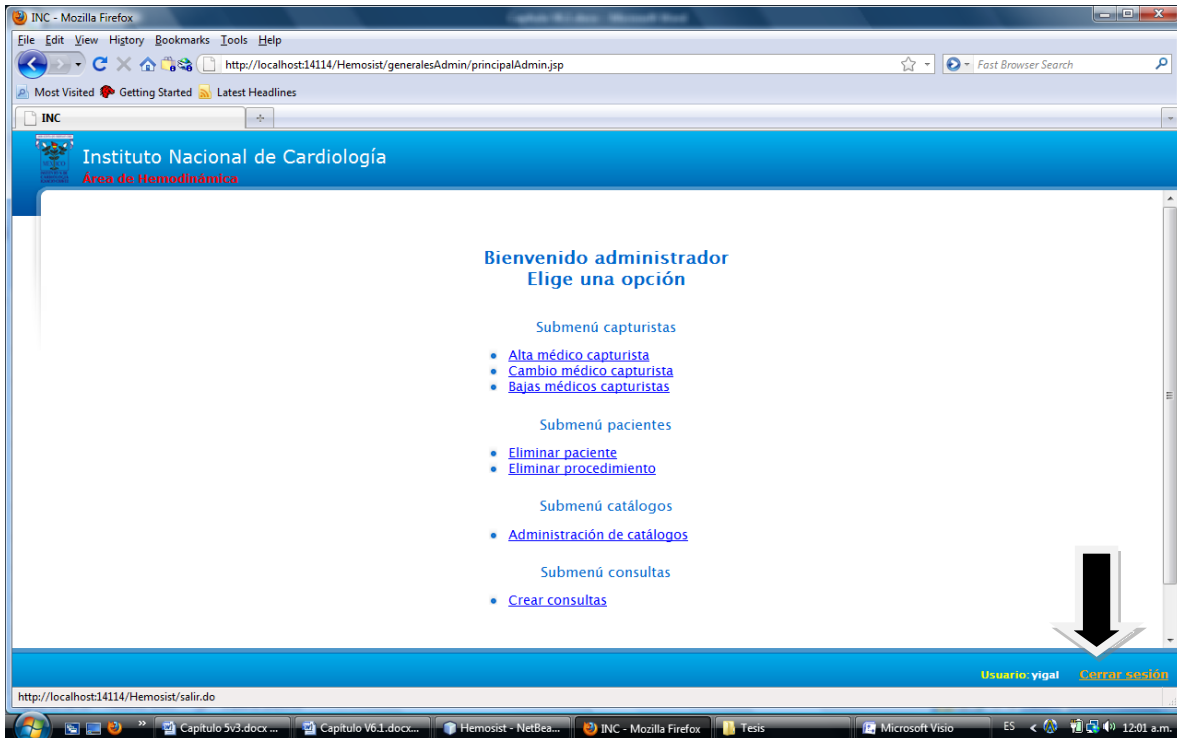 INC - Mozilla Firefox
File Edit View History Bookmarks Tools Help
http://localhost:14114/Hemosist/generalesAdmin/principalAdmin.jsp
Fast Browser Search
Most Visited Getting Started Latest Headlines
INC
Instituto Nacional de Cardiología
Área de Hemodinámica
Bienvenido administrador
Elige una opción
Submenú capturistas
Alta médico capturista
Cambio médico capturista
Bajas médicos capturistas
Submenú pacientes
Eliminar paciente
Eliminar procedimiento
Submenú catálogos
Administración de catálogos
Submenú consultas
Crear consultas
Usuario: yigal Cerrar sesión
http://localhost:14114/Hemosist/salir.do
Capitulo 5v3.docx ... Capítulo V6.1.docx... Hemosist - NetBea... INC - Mozilla Firefox Tesis Microsoft Visio ES 12:01 a.m.